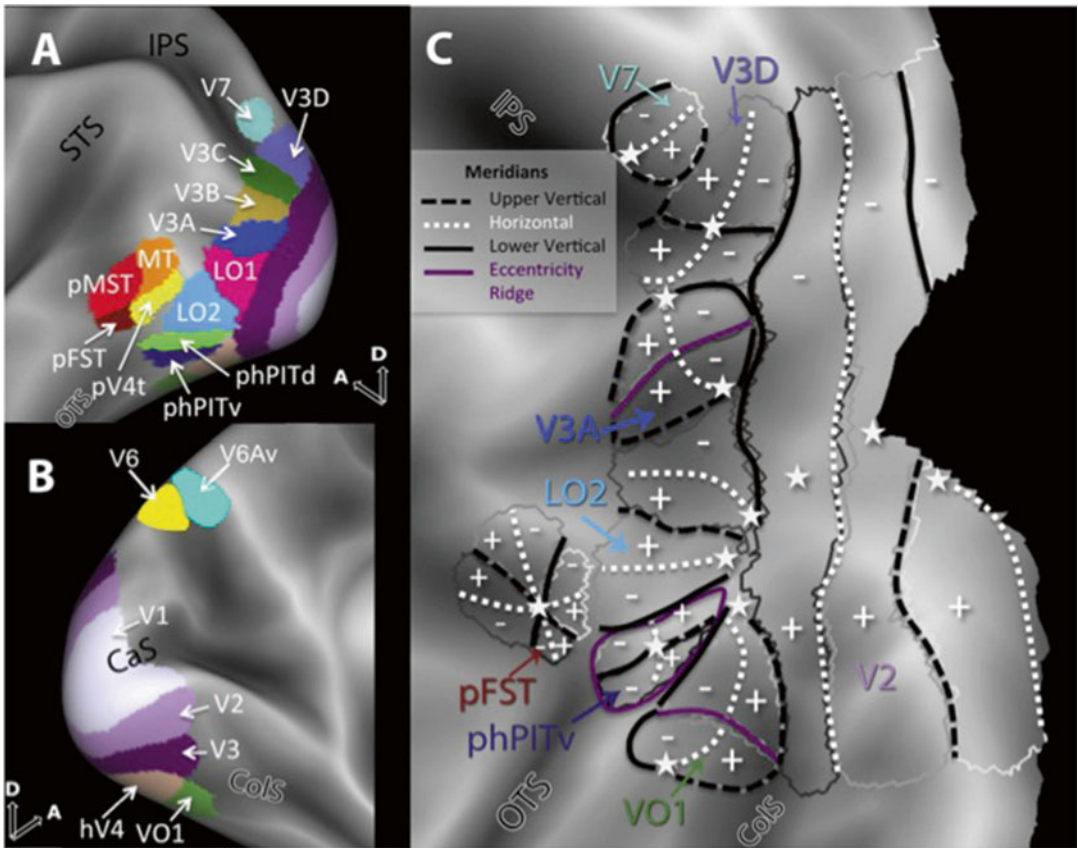 A
IPS
V7
V3D
STS
V3C
V3B
V3A
MT
pMST
LO1
LO2
pFST
pV4t
phPITd
phPITv
OTS
A
D
B
V6
V6Av
V1
CaS
V2
V3
ColS
hV4
VO1
D
A
C
V7
V3D
IPS
Meridians
Upper Vertical
Horizontal
Lower Vertical
Eccentricity
Ridge
V3A
LO2
pFST
phPITv
V2
VO1
OTS
ColS